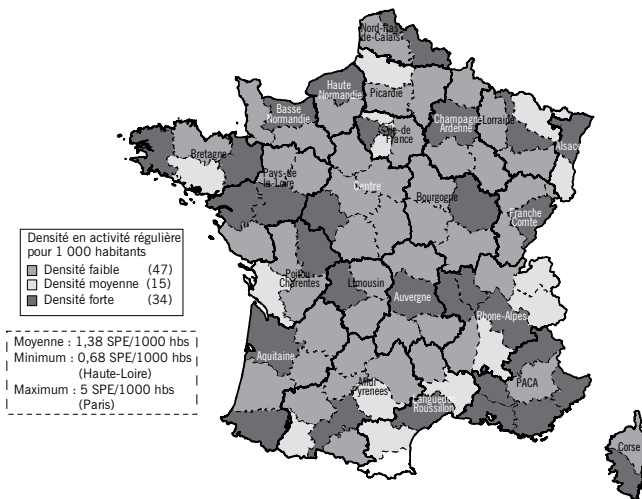 Nord-Pas-
de-Calais
Haute
Normandie
Picardie
Basse
Normandie
Ile-de
France
Champagne
Ardenne
Lorraine
Alsace
Bretagne
Pays-de
la-Loire
Centre
Bourgogne
Franche
Comte
Densité en activité régulière
pour 1 000 habitants
Densité faible (47)
Densité moyenne (15)
Densité forte (34)
Poitou
Charentes
Limousin
Auvergne
Rhone-Alpes
Moyenne : 1,38 SPE/1000 hbs
Minimum : 0,68 SPE/1000 hbs
(Haute-Loire)
Maximum : 5 SPE/1000 hbs
(Paris)
Aquitaine
Midi
Pyrenees
Languedoc
Roussillon
PACA
Corse